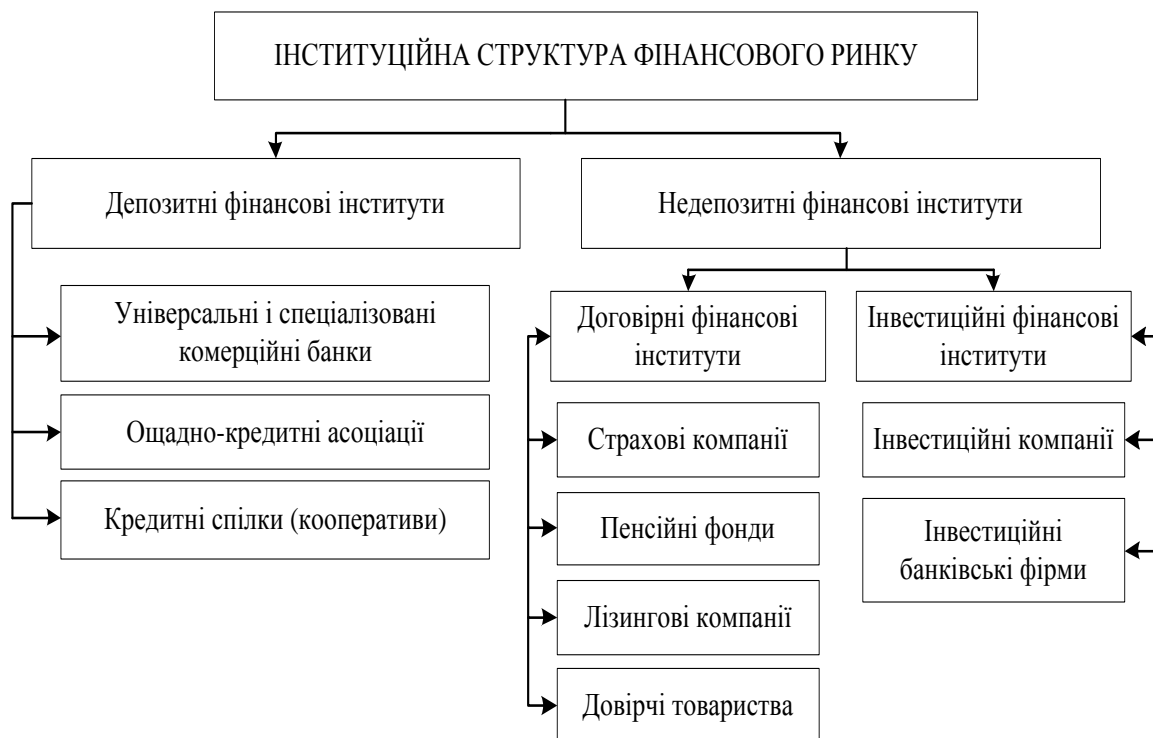 ІНСТИТУЦІЙНА СТРУКТУРА ФІНАНСОВОГО РИНКУ
Депозитні фінансові інститути
Недепозитні фінансові інститути
Універсальні і спеціалізовані
комерційні банки
Ощадно-кредитні асоціації
Кредитні спілки (кооперативи)
Договірні фінансові
інститути
Страхові компанії
Пенсійні фонди
Лізингові компанії
Довірчі товариства
Інвестиційні фінансові
інститути
Інвестиційні компанії
Інвестиційні
банківські фірми